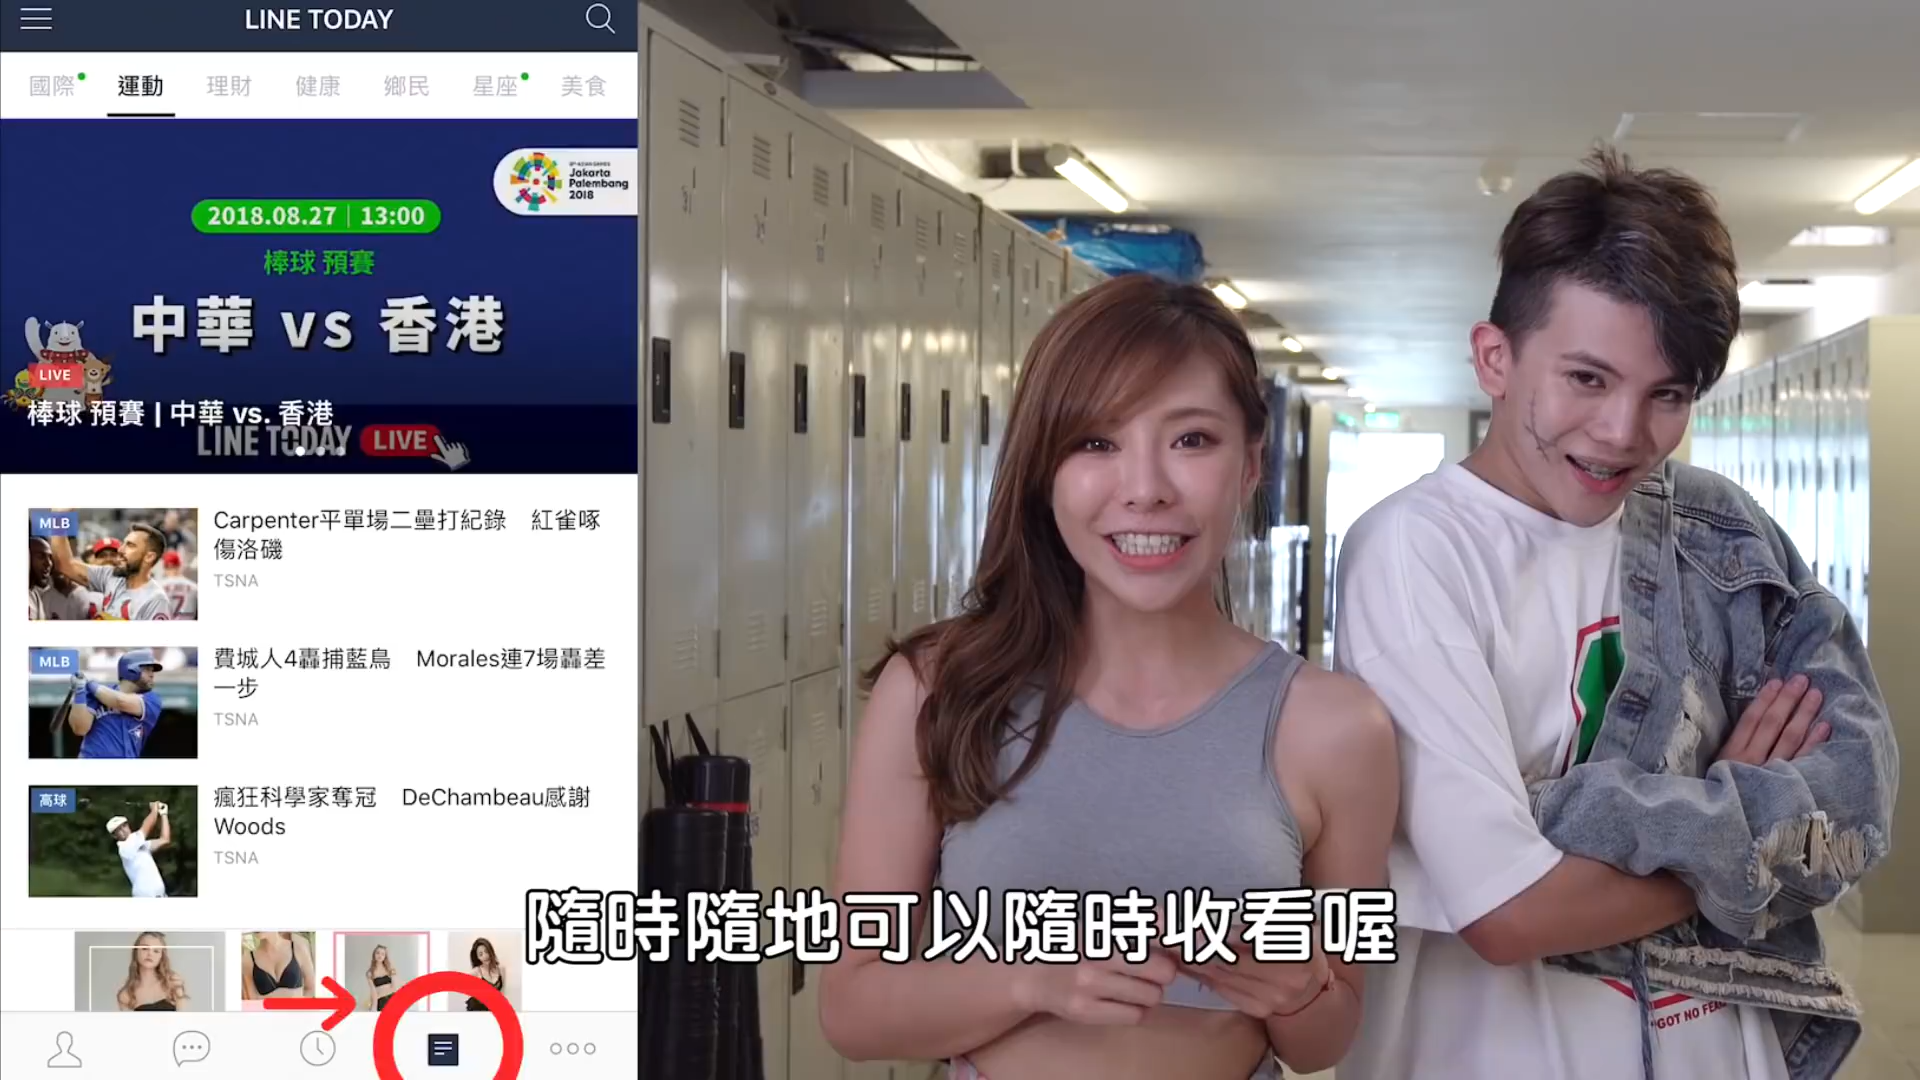 LINE TODAY
國際 運動 理財 健康 鄉民 星座 美食
Jakarta
Palembang
2018
2018.08.27 | 13:00
棒球 預賽
中華 vs 香港
LIVE
棒球 預賽 | 中華 vs. 香港
LINE TODAY LIVE
MLB
Carpenter平單場二壘打紀錄 紅雀啄
傷洛磯
TSNA
MLB
費城人4轟捕藍鳥 Morales連7場轟差
一步
TSNA
高球
瘋狂科學家奪冠 DeChambeau感謝
Woods
TSNA
隨時隨地可以隨時收看喔